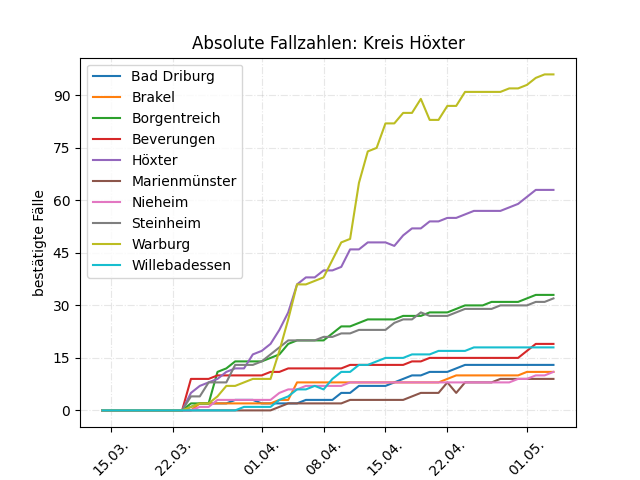 Absolute Fallzahlen: Kreis Höxter
bestätigte Fälle
90
75
60
45
30
15
0
Bad Driburg
Brakel
Borgentreich
Beverungen
Höxter
Marienmünster
Nieheim
Steinheim
Warburg
Willebadessen
15.03.
22.03.
01.04.
08.04.
15.04.
22.04.
01.05.